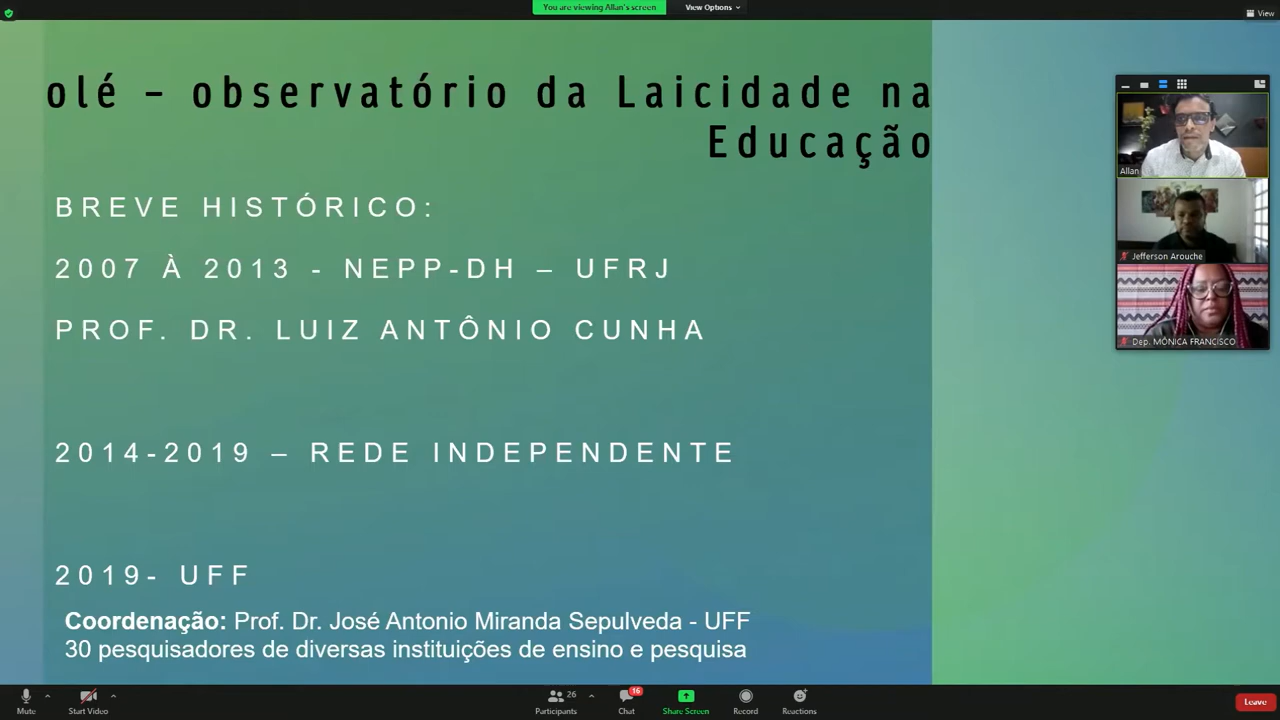 You are viewing Allan's screen
View Options
View
olé – observatório da Laicidade na
Educação
BREVE HISTÓRICO:
2007 À 2013 - NEPP-DH – UFRJ
PROF. DR. LUIZ ANTÔNIO CUNHA
2014-2019 – REDE INDEPENDENTE
2019- UFF
Coordenação: Prof. Dr. José Antonio Miranda Sepulveda - UFF
30 pesquisadores de diversas instituições de ensino e pesquisa
Allan
Jefferson Arouche
Dep. MÔNICA FRANCISCO
Mute
Start Video
26
Participants
16
Chat
Share Screen
Record
Reactions
Leave